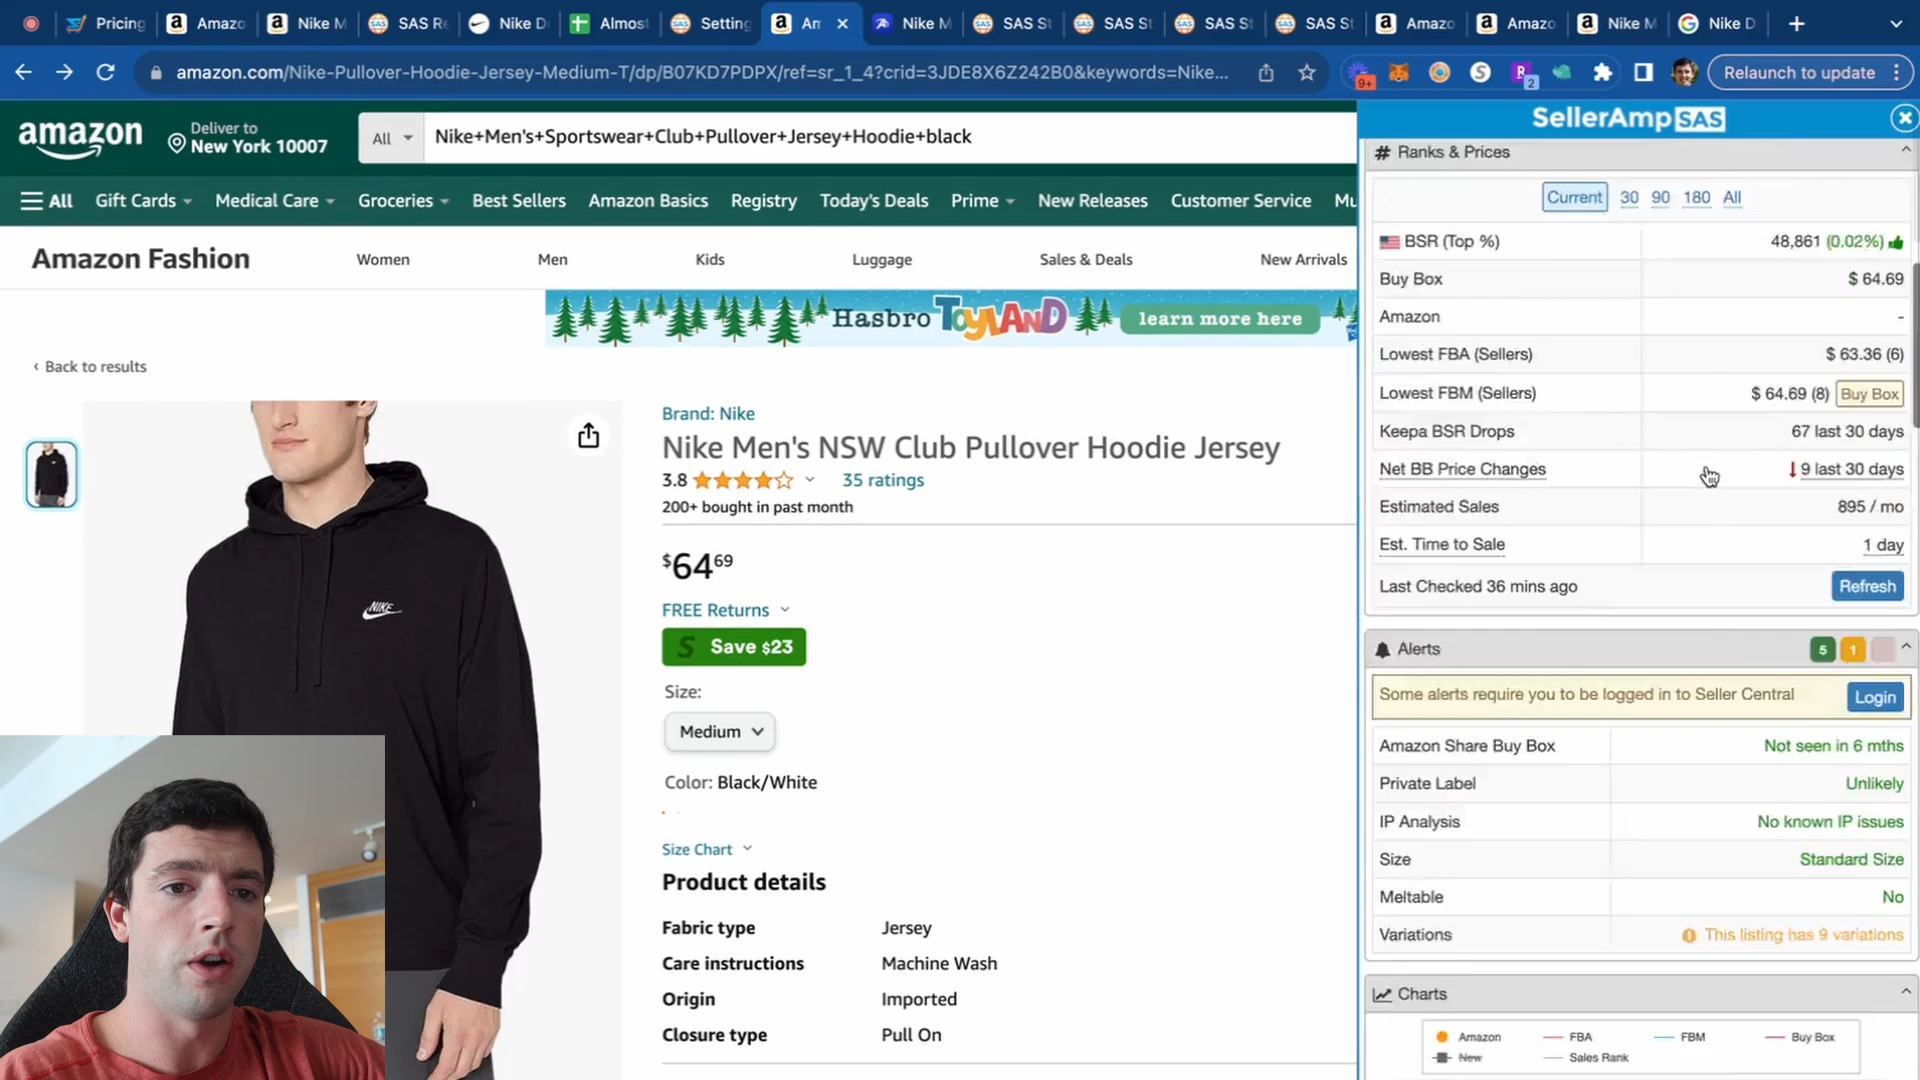 Pricing
Amazo
Nike M
SAS Re
Nike D
Almos
Setting
An
Nike M
SAS St
SAS St
SAS St
SAS St
Amazo
Amazo
Nike M
Nike D
amazon.com/Nike-Pullover-Hoodie-Jersey-Medium-T/dp/B07KD7PDPX/ref=sr_1_4?crid=3JDE8X6Z242B0&keywords=Nike...
9+
2
Relaunch to update
amazon
Deliver to
New York 10007
All
Nike+Men's+Sportswear+Club+Pullover+Jersey+Hoodie+black
All
Gift Cards
Medical Care
Groceries
Best Sellers
Amazon Basics
Registry
Today's Deals
Prime
New Releases
Customer Service
Mu
Amazon Fashion
Women
Men
Kids
Luggage
Sales & Deals
New Arrivals
Hasbro TOYLAND
learn more here
‹ Back to results
NIKE
Brand: Nike
Nike Men's NSW Club Pullover Hoodie Jersey
3.8
35 ratings
200+ bought in past month
$64 69
FREE Returns
S Save $23
Size:
Medium
Color: Black/White
Size Chart
Product details
Fabric type Jersey
Care instructions Machine Wash
Origin Imported
Closure type Pull On
SellerAmp SAS
# Ranks & Prices
Current 30 90 180 All
BSR (Top %) 48,861 (0.02%)
Buy Box $ 64.69
Amazon -
Lowest FBA (Sellers) $ 63.36 (6)
Lowest FBM (Sellers) $ 64.69 (8) Buy Box
Keepa BSR Drops 67 last 30 days
Net BB Price Changes 9 last 30 days
Estimated Sales 895 / mo
Est. Time to Sale 1 day
Last Checked 36 mins ago Refresh
Alerts 5 1
Some alerts require you to be logged in to Seller Central Login
Amazon Share Buy Box Not seen in 6 mths
Private Label Unlikely
IP Analysis No known IP issues
Size Standard Size
Meltable No
Variations This listing has 9 variations
Charts
Amazon FBA FBM Buy Box
New Sales Rank